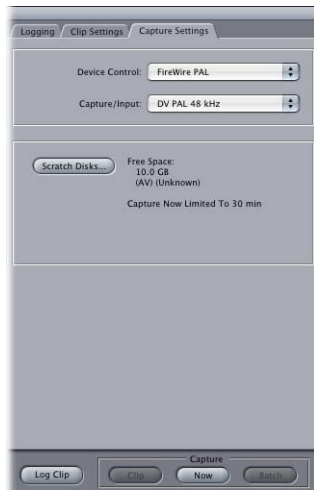 Logging Clip Settings Capture Settings
Device Control: FireWire PAL
Capture/Input: DV PAL 48 kHz
Scratch Disks...
Free Space:
10.0 GB
(AV) (Unknown)
Capture Now Limited To 30 min
Capture
Log Clip Clip Now Batch